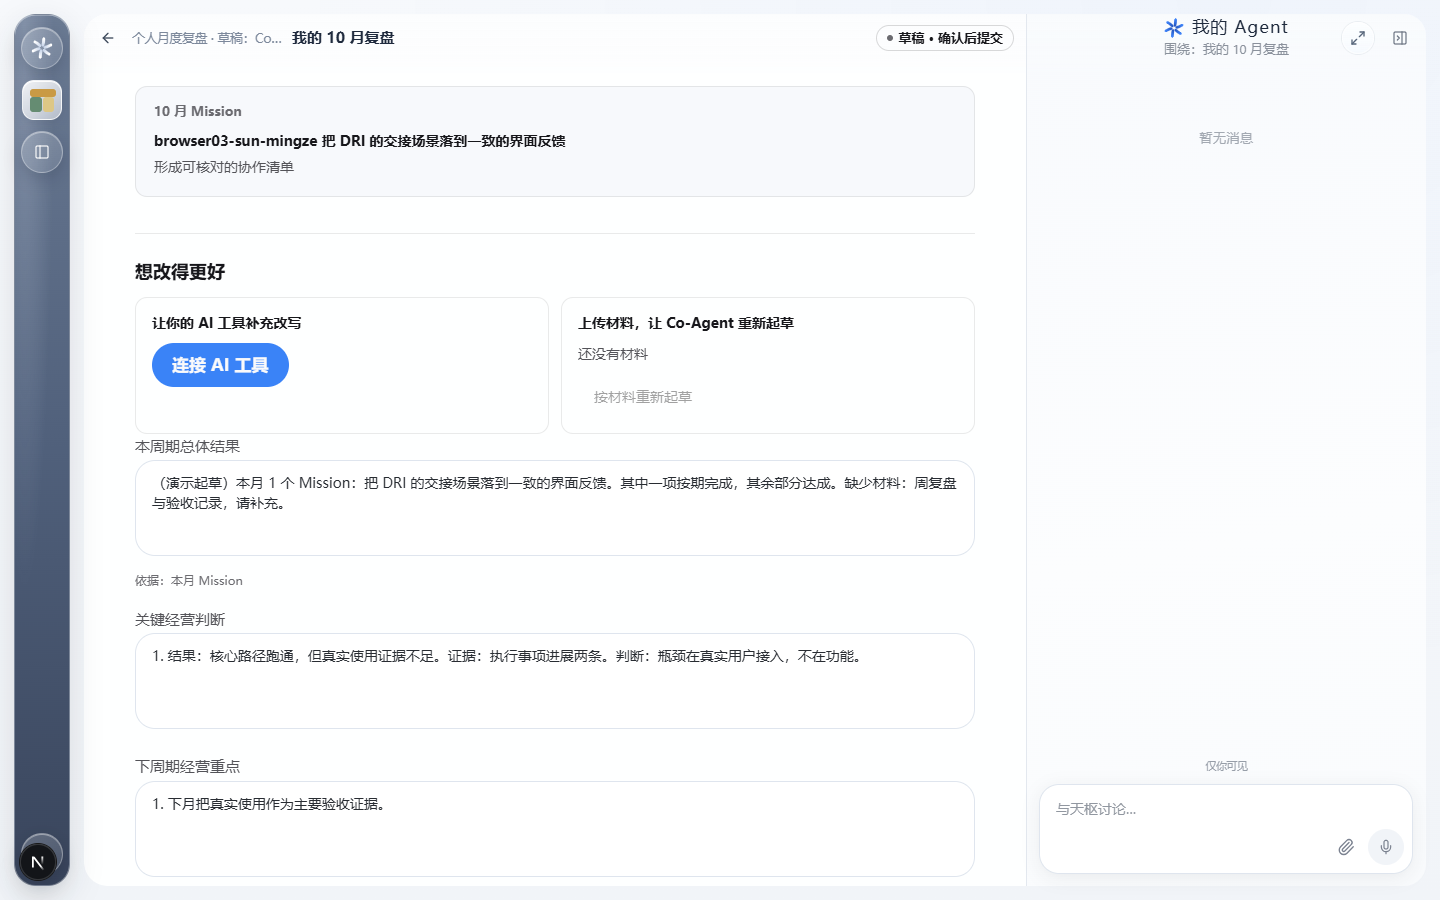 个人月度复盘 · 草稿：Co... 我的 10 月复盘
草稿 • 确认后提交
10 月 Mission
browser03-sun-mingze 把 DRI 的交接场景落到一致的界面反馈
形成可核对的协作清单
想改得更好
让你的 AI 工具补充改写
连接 AI 工具
上传材料，让 Co-Agent 重新起草
还没有材料
按材料重新起草
本周期总体结果
（演示起草）本月 1 个 Mission：把 DRI 的交接场景落到一致的界面反馈。其中一项按期完成，其余部分达成。缺少材料：周复盘
与验收记录，请补充。
依据：本月 Mission
关键经营判断
1. 结果：核心路径跑通，但真实使用证据不足。证据：执行事项进展两条。判断：瓶颈在真实用户接入，不在功能。
下周期经营重点
1. 下月把真实使用作为主要验收证据。
N
我的 Agent
围绕：我的 10 月复盘
暂无消息
仅你可见
与天枢讨论...